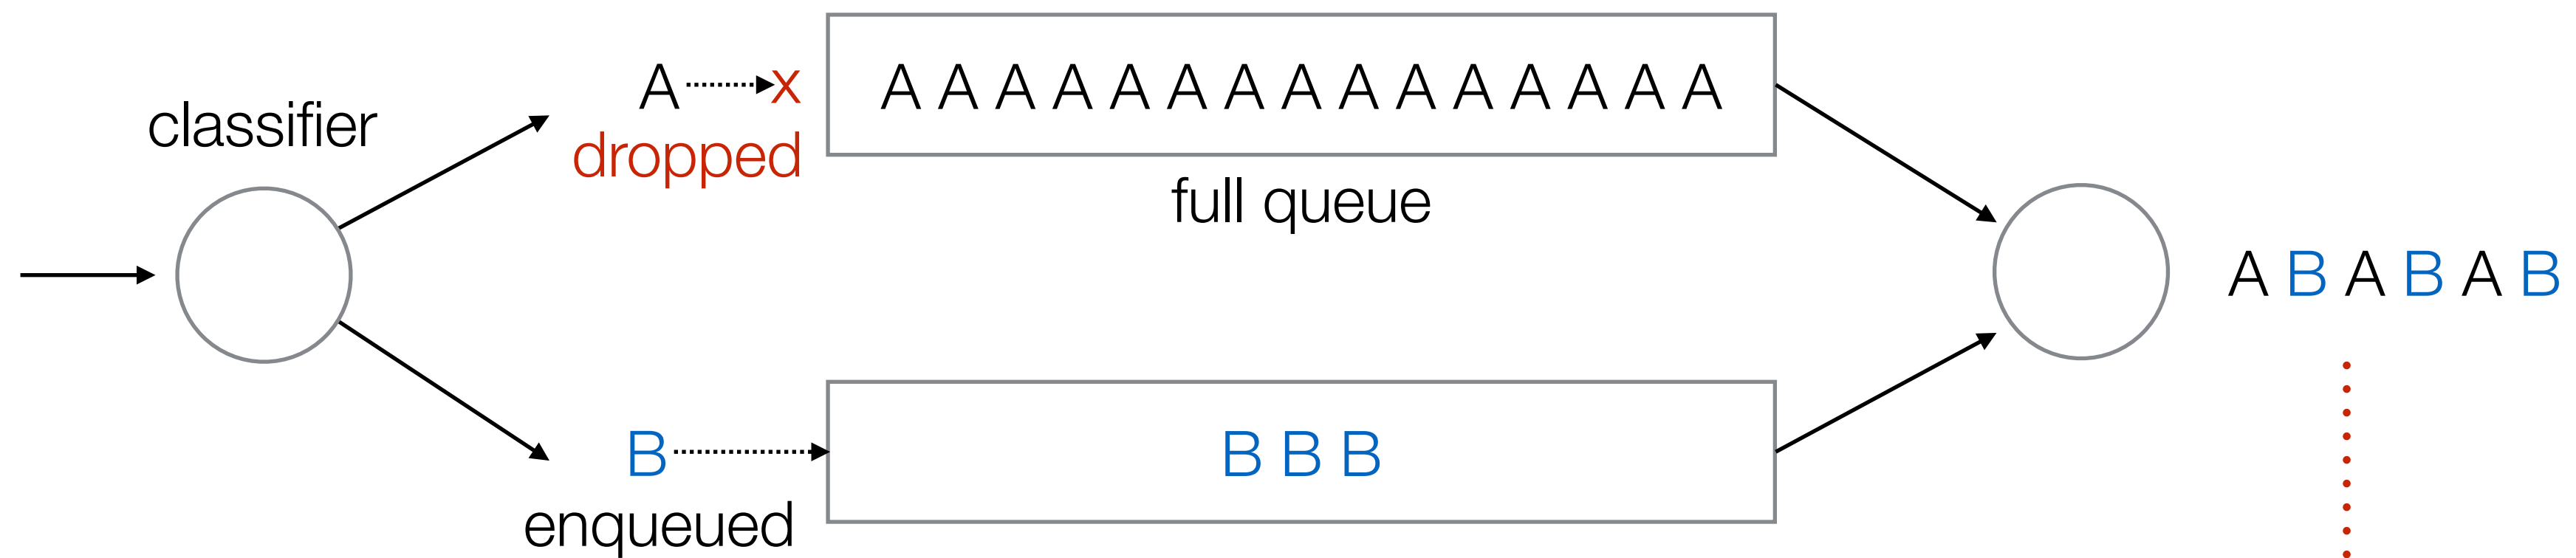 classifier
A x
dropped
A A A A A A A A A A A A A A A
full queue
A B A B A B
B
enqueued
B B B